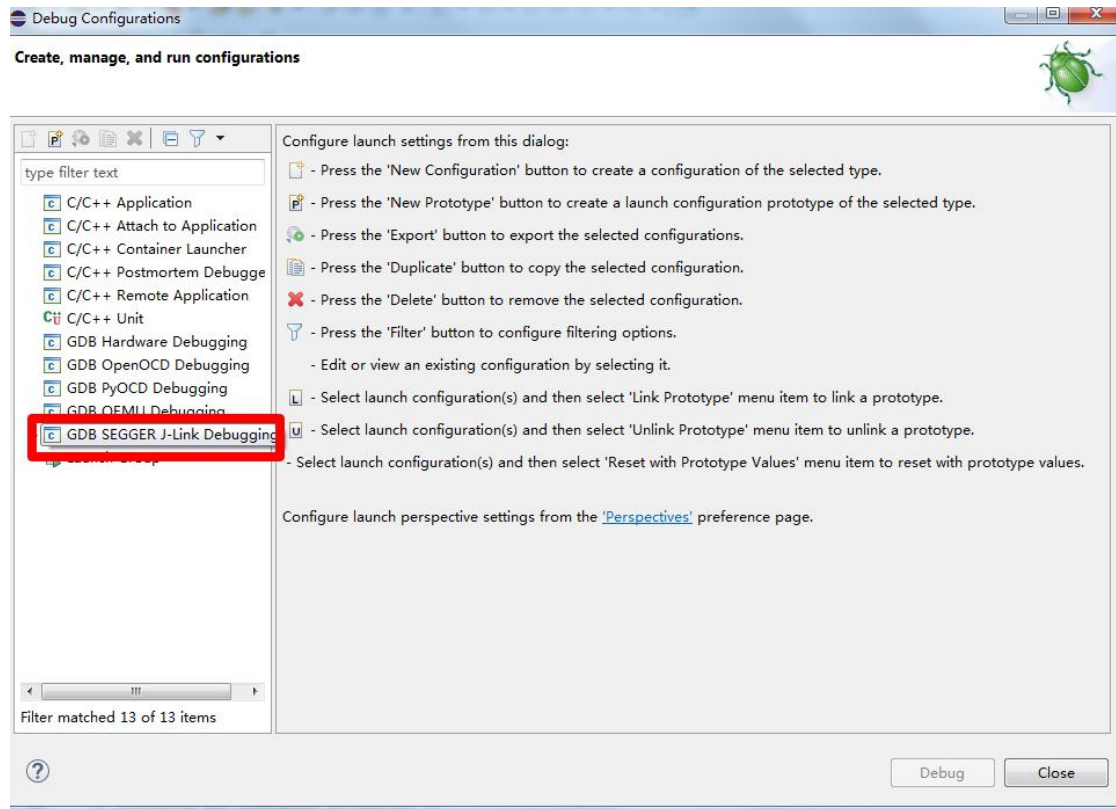 Debug Configurations
Create, manage, and run configurations
type filter text
C/C++ Application
C/C++ Attach to Application
C/C++ Container Launcher
C/C++ Postmortem Debugge
C/C++ Remote Application
C/C++ Unit
GDB Hardware Debugging
GDB OpenOCD Debugging
GDB PyOCD Debugging
GDB QEMU Debugging
GDB SEGGER J-Link Debugging
Launch Group
Filter matched 13 of 13 items
Configure launch settings from this dialog:
- Press the 'New Configuration' button to create a configuration of the selected type.
- Press the 'New Prototype' button to create a launch configuration prototype of the selected type.
- Press the 'Export' button to export the selected configurations.
- Press the 'Duplicate' button to copy the selected configuration.
- Press the 'Delete' button to remove the selected configuration.
- Press the 'Filter' button to configure filtering options.
- Edit or view an existing configuration by selecting it.
- Select launch configuration(s) and then select 'Link Prototype' menu item to link a prototype.
- Select launch configuration(s) and then select 'Unlink Prototype' menu item to unlink a prototype.
- Select launch configuration(s) and then select 'Reset with Prototype Values' menu item to reset with prototype values.
Configure launch perspective settings from the 'Perspectives' preference page.
Debug
Close